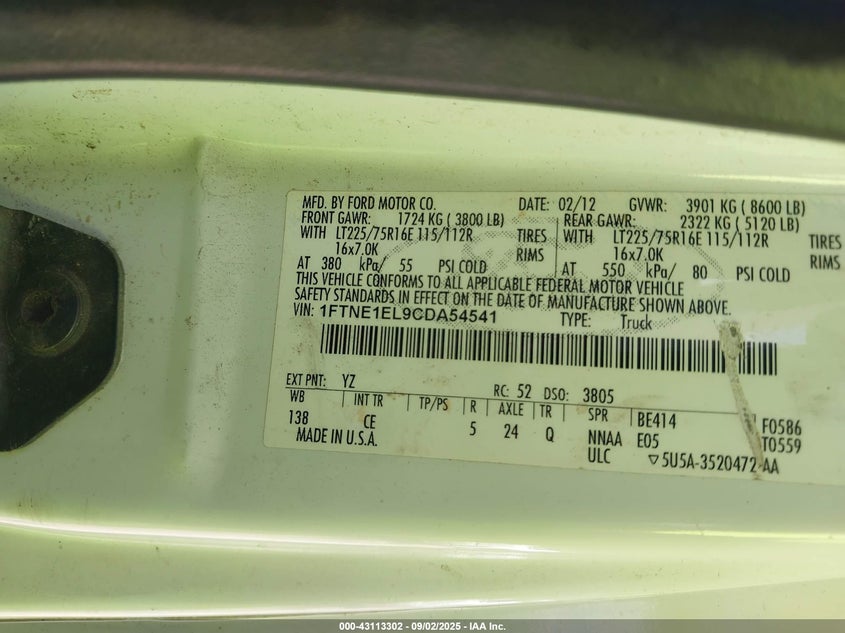 MFD. BY FORD MOTOR CO. DATE: 02/12 GVWR: 3901 KG ( 8600 LB)
FRONT GAWR: 1724 KG ( 3800 LB) REAR GAWR: 2322 KG ( 5120 LB)
WITH LT225/75R16E 115/112R TIRES WITH LT225/75R16E 115/112R TIRES
16x7.0K RIMS 16x7.0K RIMS
AT 380 kPa/ 55 PSI COLD AT 550 kPa/ 80 PSI COLD
THIS VEHICLE CONFORMS TO ALL APPLICABLE FEDERAL MOTOR VEHICLE
SAFETY STANDARDS IN EFFECT ON THE DATE OF MANUFACTURE SHOWN ABOVE.
VIN: 1FTNE1EL9CDA54541 TYPE: Truck
EXT PNT: YZ RC: 52 DSO: 3805
WB INT TR TP/PS R AXLE TR SPR BE414 F0586
138 CE 5 24 Q NNAA E05 T0559
MADE IN U.S.A. ULC ▽5U5A-3520472-AA
000-43113302 - 09/02/2025 - IAA Inc.